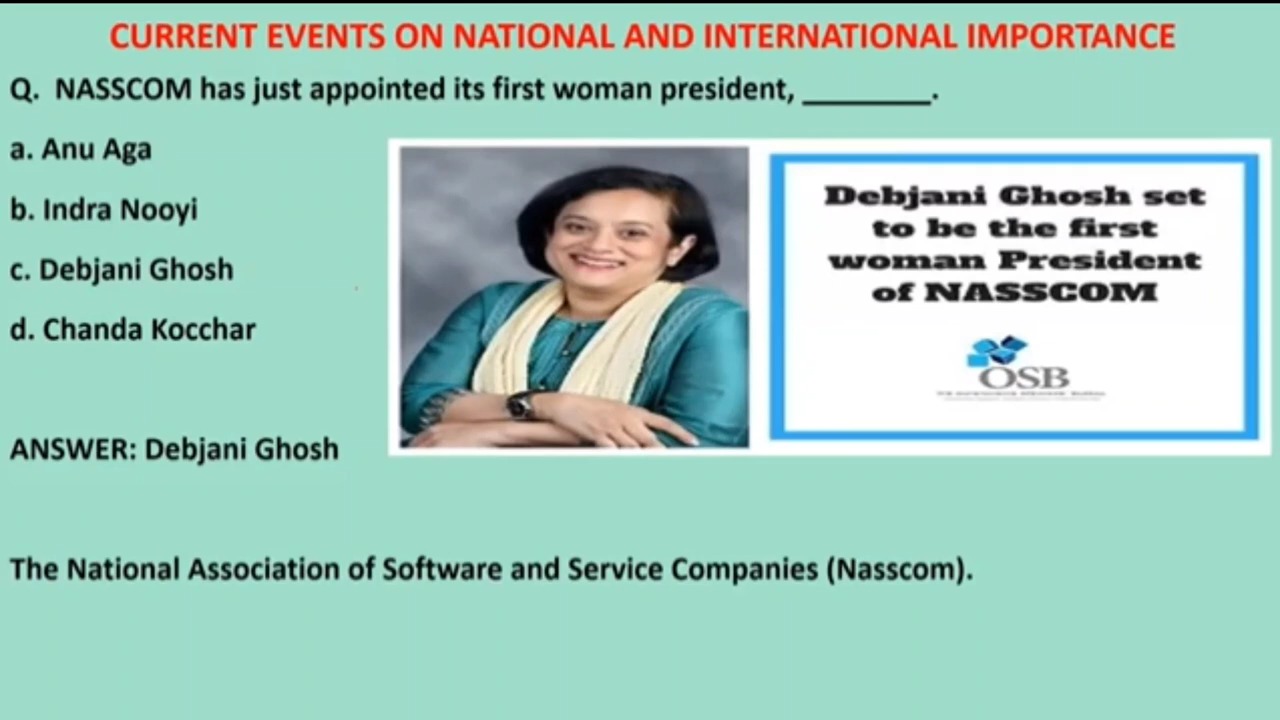 CURRENT EVENTS ON NATIONAL AND INTERNATIONAL IMPORTANCE
Q. NASSCOM has just appointed its first woman president, ________.
a. Anu Aga
b. Indra Nooyi
c. Debjani Ghosh
d. Chanda Kocchar
Debjani Ghosh set
to be the first
woman President
of NASSCOM
OSB
ANSWER: Debjani Ghosh
The National Association of Software and Service Companies (Nasscom).